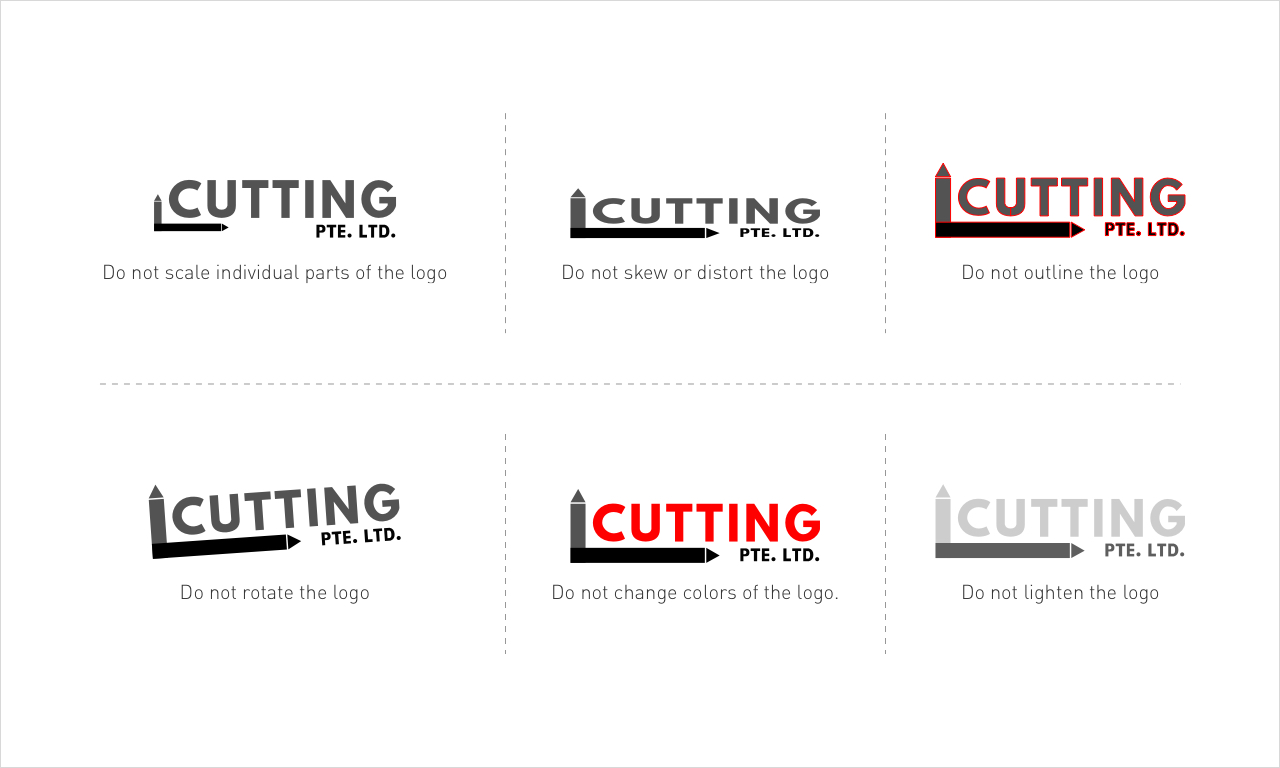 CUTTING
PTE. LTD.
Do not scale individual parts of the logo
CUTTING
PTE. LTD.
Do not skew or distort the logo
CUTTING
PTE. LTD.
Do not outline the logo
CUTTING
PTE. LTD.
Do not rotate the logo
CUTTING
PTE. LTD.
Do not change colors of the logo.
CUTTING
PTE. LTD.
Do not lighten the logo